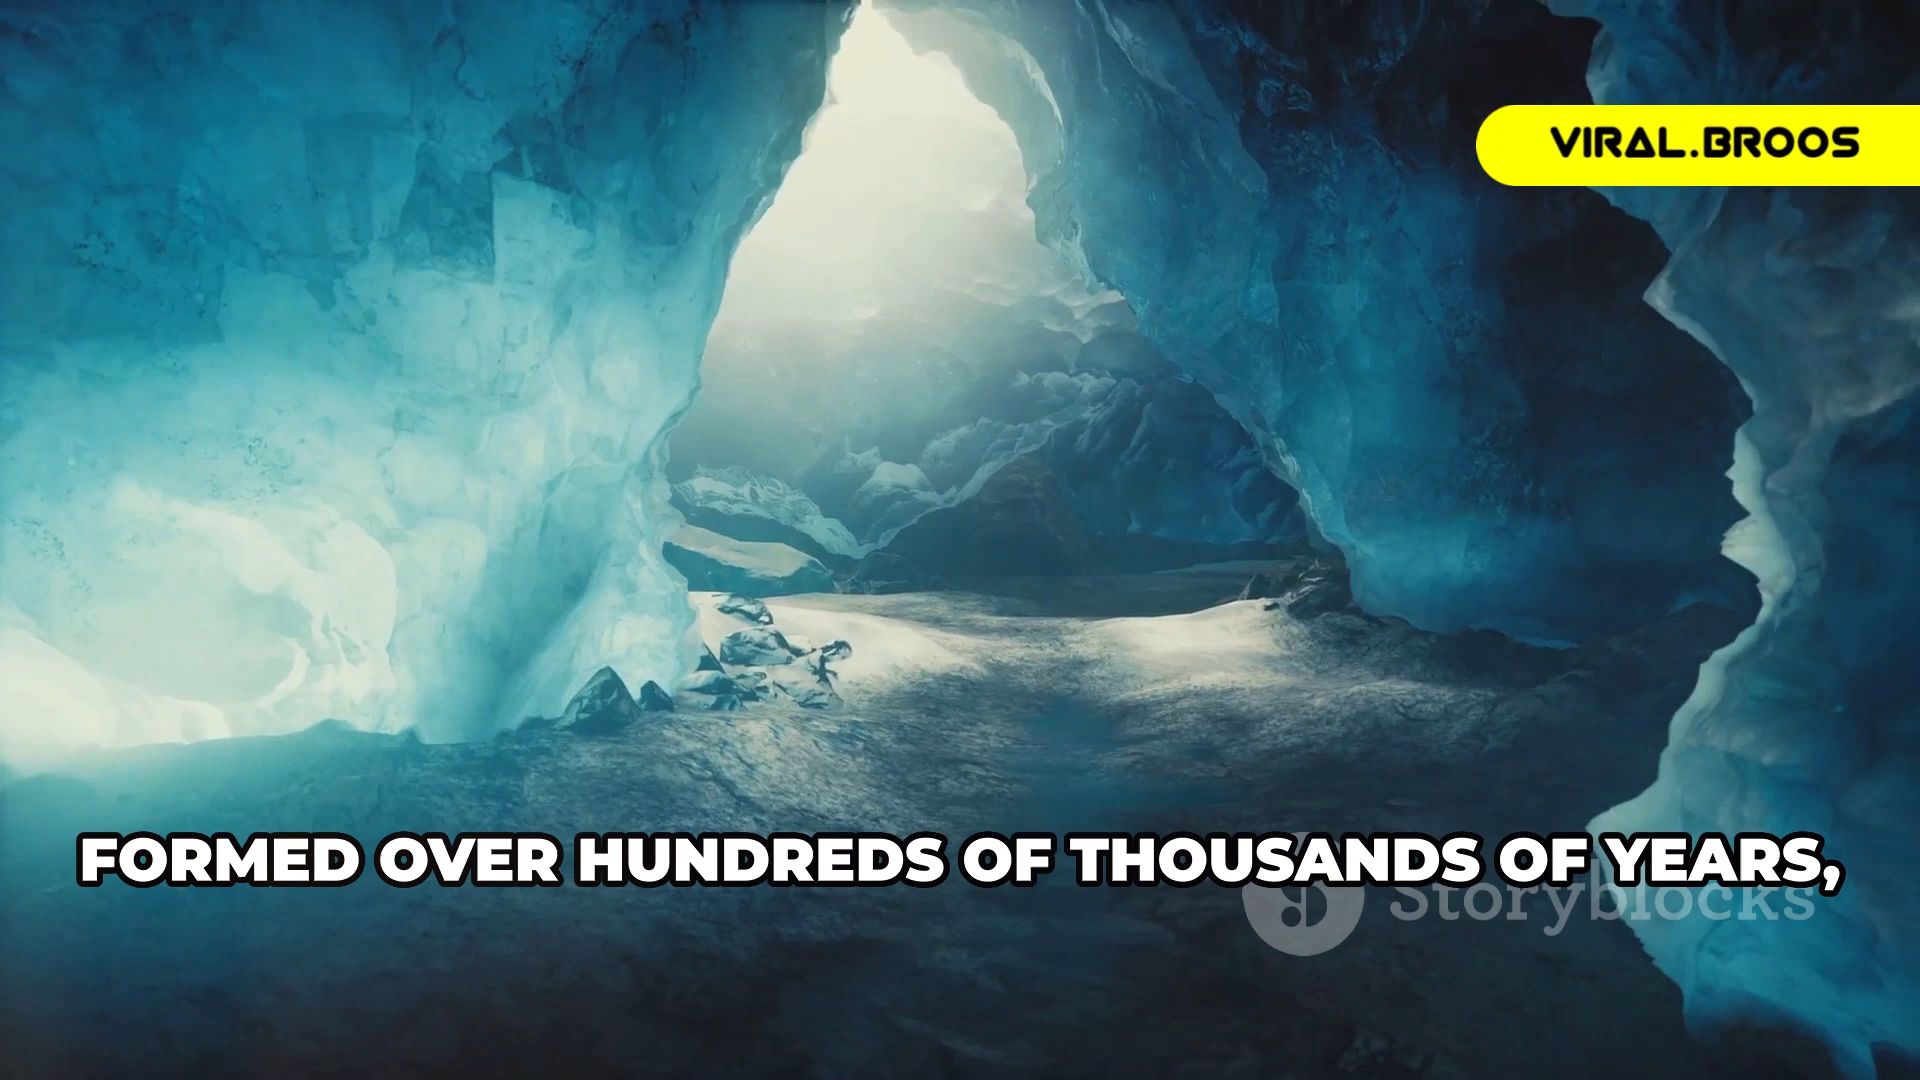 VIRAL.BROOS
FORMED OVER HUNDREDS OF THOUSANDS OF YEARS,
Storyblocks